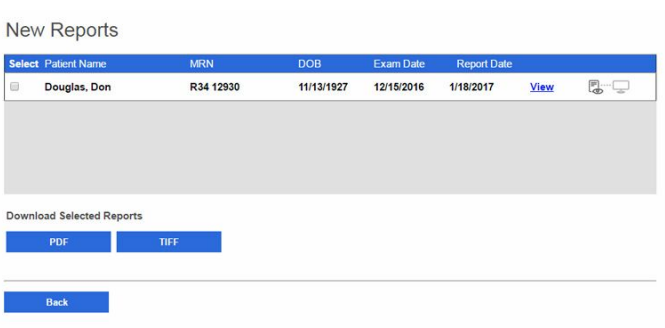 New Reports
Select Patient Name MRN DOB Exam Date Report Date
Douglas, Don R34 12930 11/13/1927 12/15/2016 1/18/2017 View
Download Selected Reports
PDF TIFF
Back